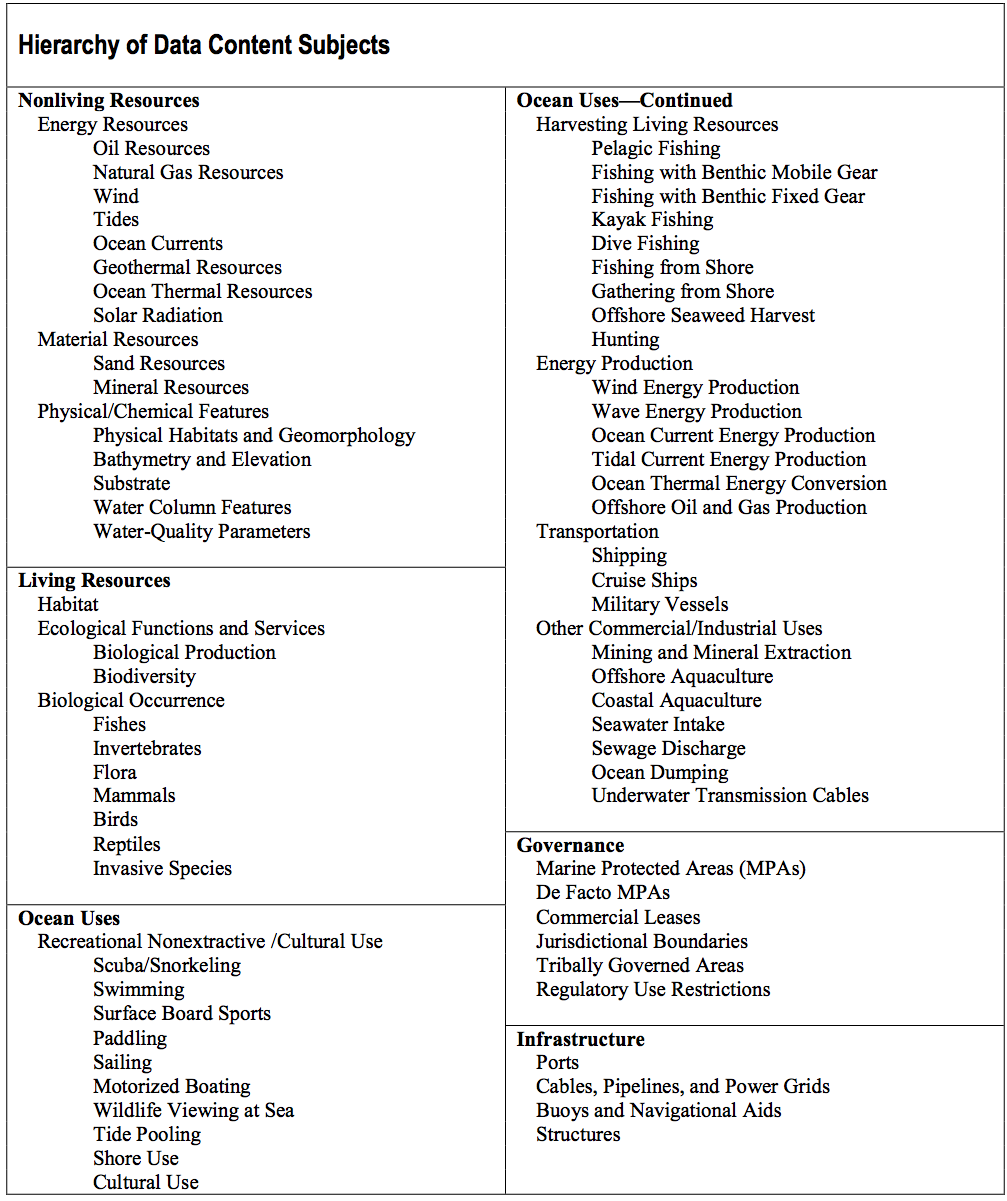 Hierarchy of Data Content Subjects
Nonliving Resources
Energy Resources
Oil Resources
Natural Gas Resources
Wind
Tides
Ocean Currents
Geothermal Resources
Ocean Thermal Resources
Solar Radiation
Material Resources
Sand Resources
Mineral Resources
Physical/Chemical Features
Physical Habitats and Geomorphology
Bathymetry and Elevation
Substrate
Water Column Features
Water-Quality Parameters
Living Resources
Habitat
Ecological Functions and Services
Biological Production
Biodiversity
Biological Occurrence
Fishes
Invertebrates
Flora
Mammals
Birds
Reptiles
Invasive Species
Ocean Uses
Recreational Nonextractive /Cultural Use
Scuba/Snorkeling
Swimming
Surface Board Sports
Paddling
Sailing
Motorized Boating
Wildlife Viewing at Sea
Tide Pooling
Shore Use
Cultural Use
Ocean Uses—Continued
Harvesting Living Resources
Pelagic Fishing
Fishing with Benthic Mobile Gear
Fishing with Benthic Fixed Gear
Kayak Fishing
Dive Fishing
Fishing from Shore
Gathering from Shore
Offshore Seaweed Harvest
Hunting
Energy Production
Wind Energy Production
Wave Energy Production
Ocean Current Energy Production
Tidal Current Energy Production
Ocean Thermal Energy Conversion
Offshore Oil and Gas Production
Transportation
Shipping
Cruise Ships
Military Vessels
Other Commercial/Industrial Uses
Mining and Mineral Extraction
Offshore Aquaculture
Coastal Aquaculture
Seawater Intake
Sewage Discharge
Ocean Dumping
Underwater Transmission Cables
Governance
Marine Protected Areas (MPAs)
De Facto MPAs
Commercial Leases
Jurisdictional Boundaries
Tribally Governed Areas
Regulatory Use Restrictions
Infrastructure
Ports
Cables, Pipelines, and Power Grids
Buoys and Navigational Aids
Structures